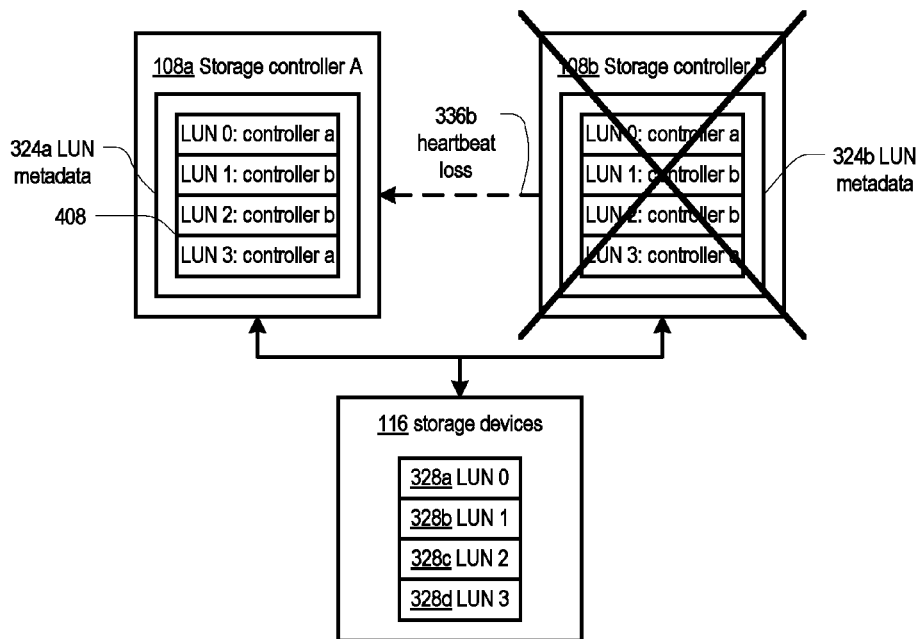 108a Storage controller A
LUN 0: controller a
LUN 1: controller b
LUN 2: controller b
LUN 3: controller a
324a LUN
metadata
408
336b
heartbeat
loss
108b Storage controller B
LUN 0: controller a
LUN 1: controller b
LUN 2: controller b
LUN 3: controller a
324b LUN
metadata
116 storage devices
328a LUN 0
328b LUN 1
328c LUN 2
328d LUN 3